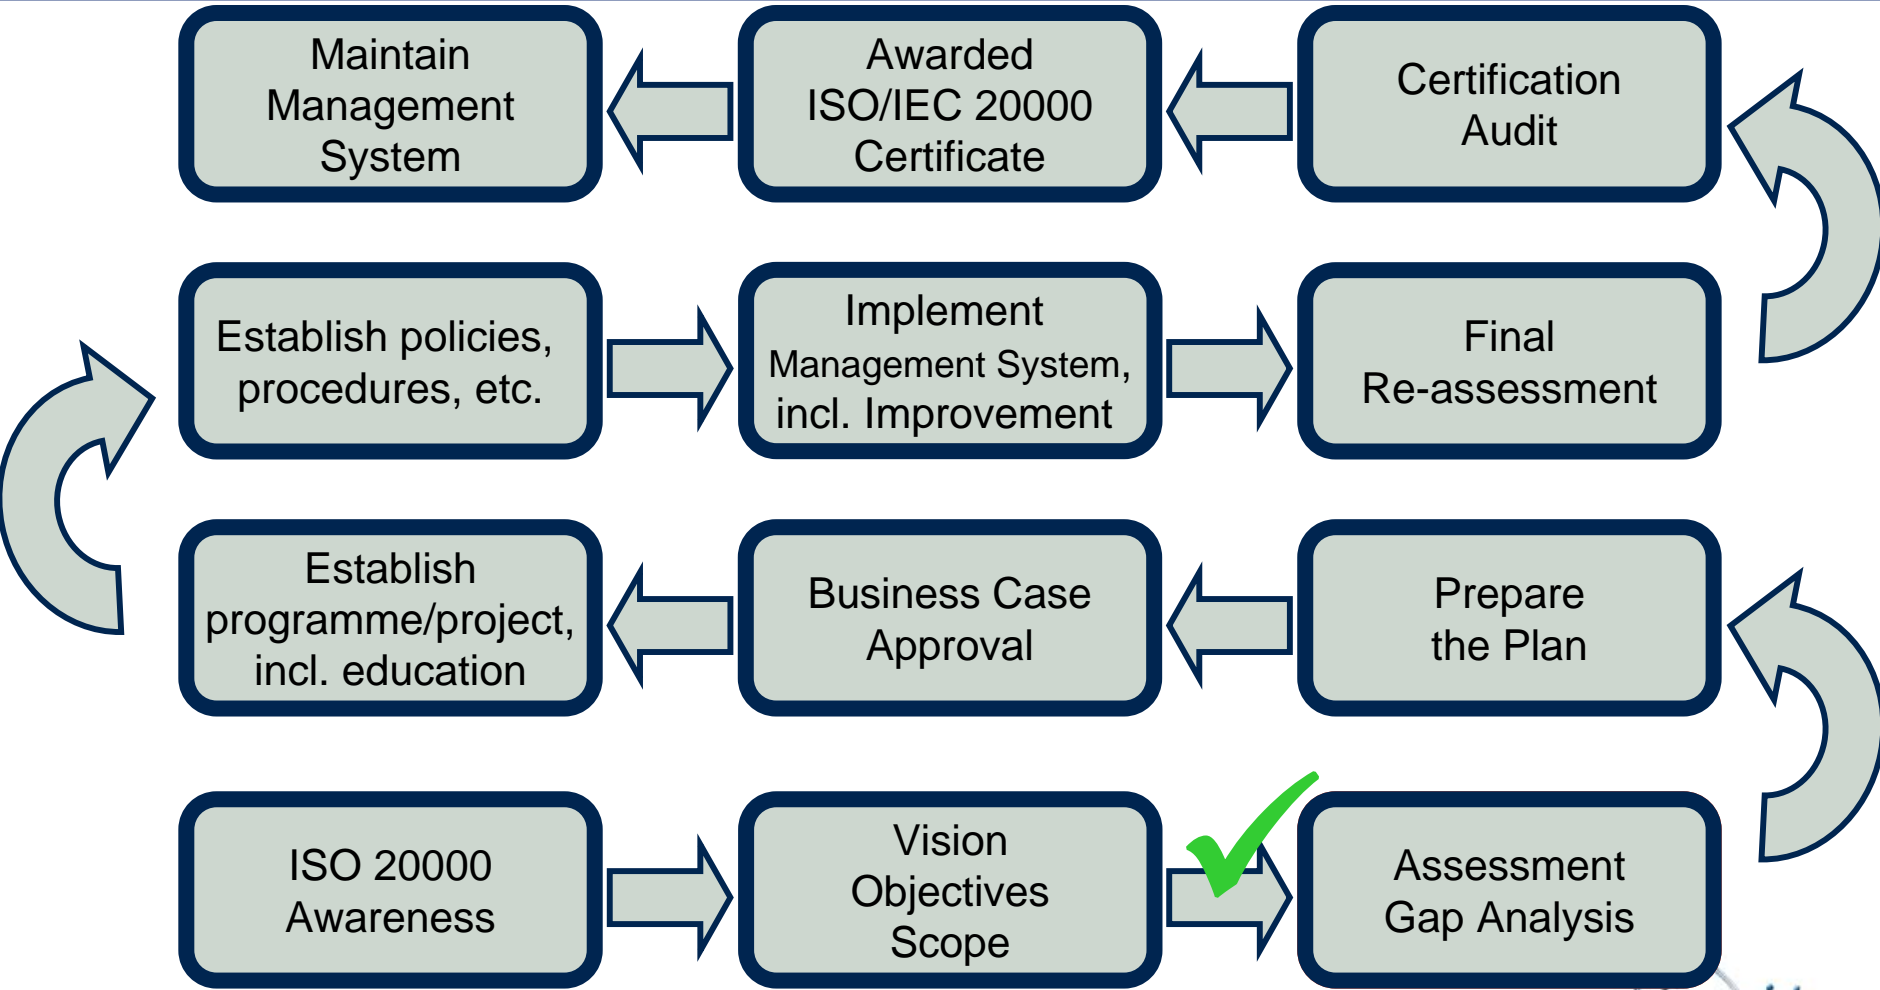 Maintain
Management
System
Awarded
ISO/IEC 20000
Certificate
Certification
Audit
Establish policies,
procedures, etc.
Implement
Management System,
incl. Improvement
Final
Re-assessment
Establish
programme/project,
incl. education
Business Case
Approval
Prepare
the Plan
ISO 20000
Awareness
Vision
Objectives
Scope
Assessment
Gap Analysis